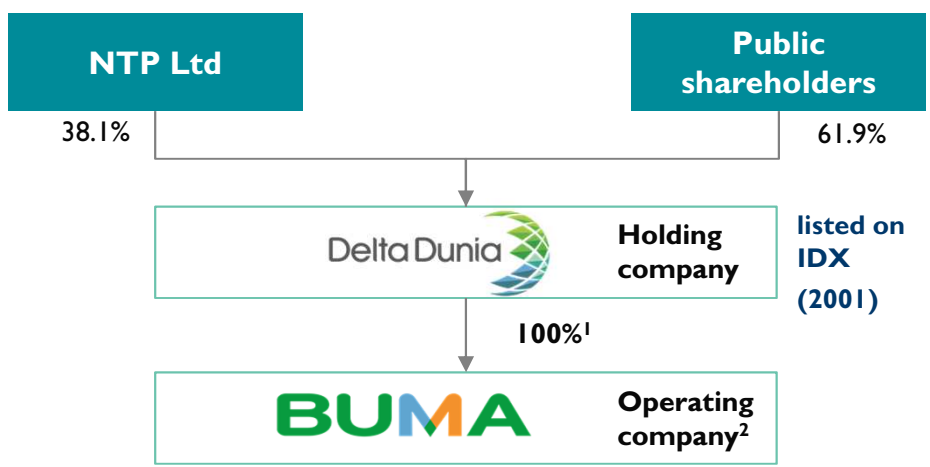 NTP Ltd
Public
shareholders
38.1%
61.9%
Delta Dunia
Holding
company
listed on
IDX
(2001)
100%¹
BUMA
Operating
company²